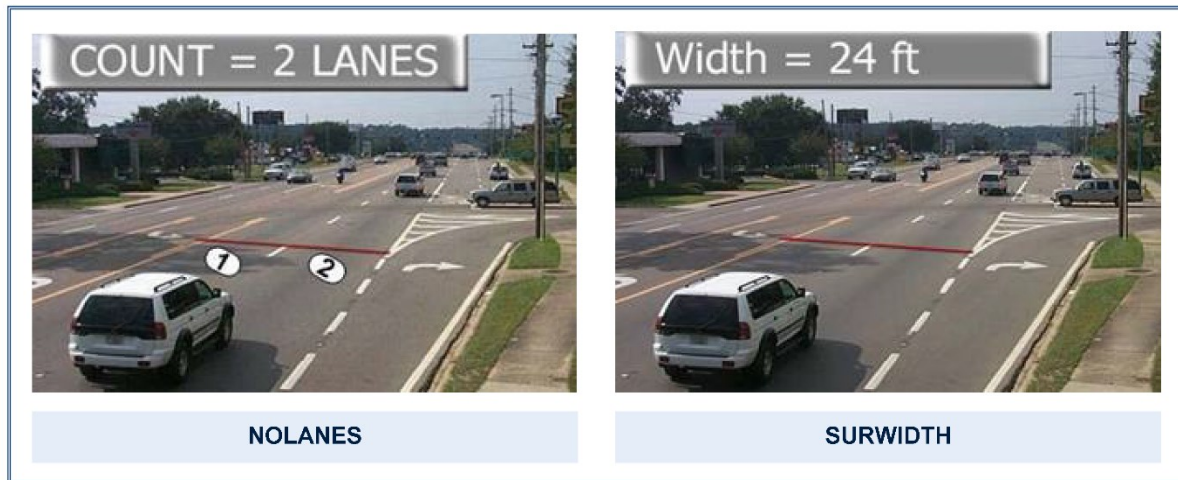 COUNT = 2 LANES
Width = 24 ft
1
2
NOLANES
SURWIDTH